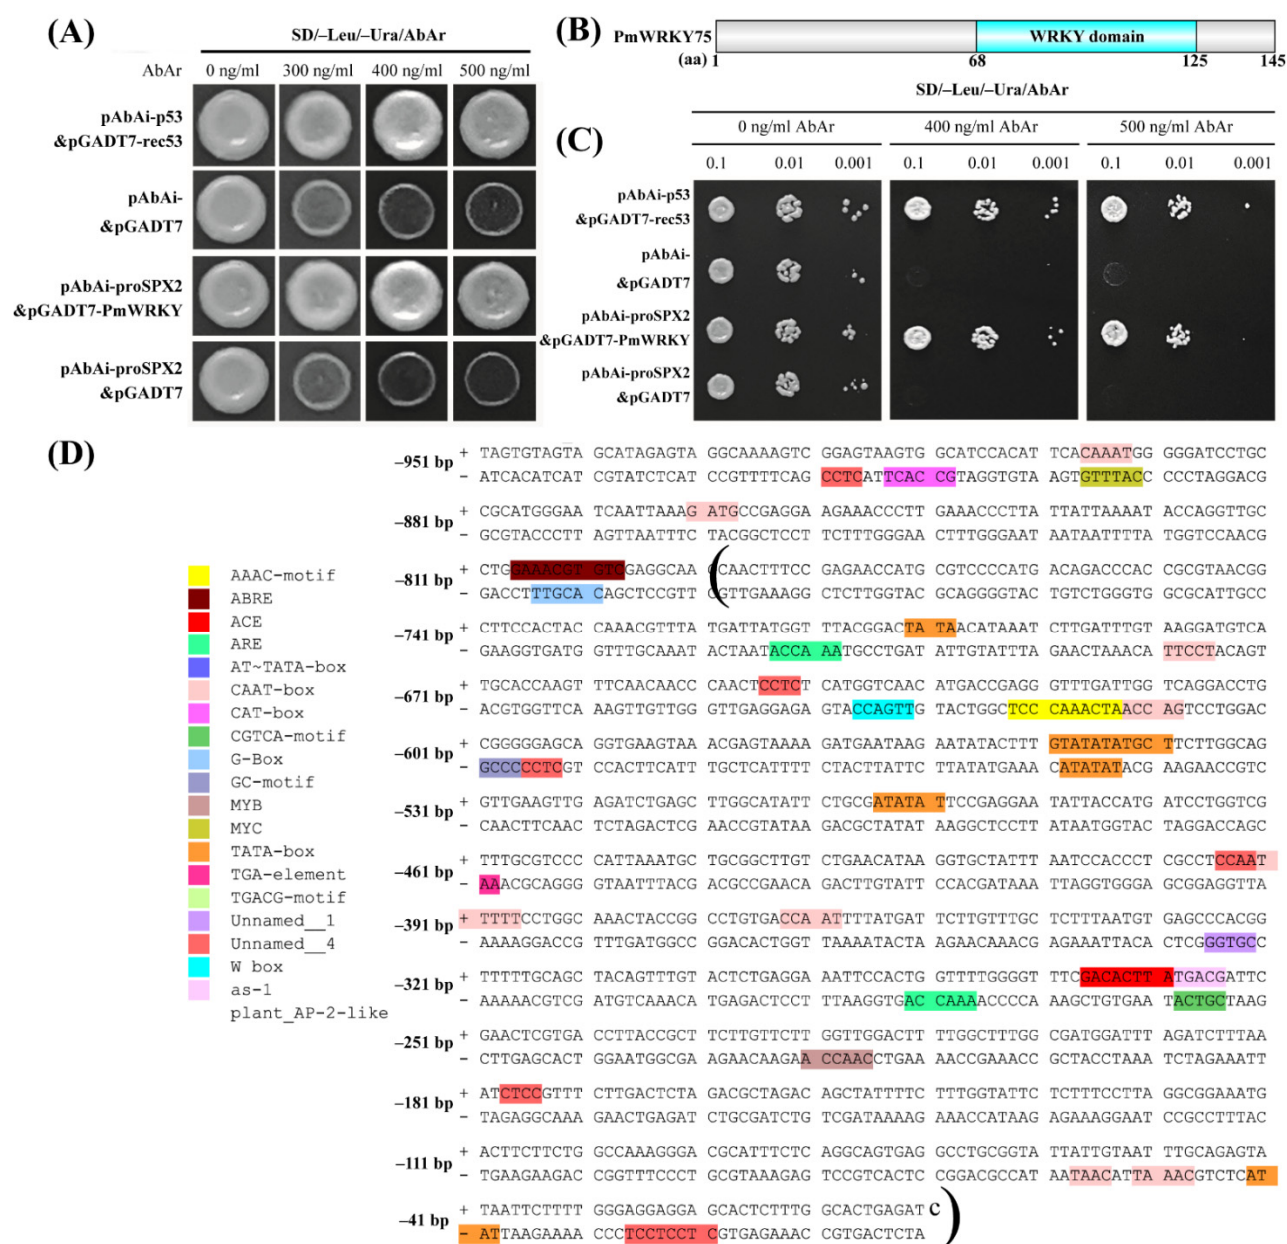 (A)
SD/–Leu/–Ura/AbAr
AbAr 0 ng/ml 300 ng/ml 400 ng/ml 500 ng/ml
pAbAi-p53
&pGADT7-rec53
pAbAi-
&pGADT7
pAbAi-proSPX2
&pGADT7-PmWRKY
pAbAi-proSPX2
&pGADT7
(B)
PmWRKY75 WRKY domain
(aa) 1 68 125 145
(C)
SD/–Leu/–Ura/AbAr
0 ng/ml AbAr 400 ng/ml AbAr 500 ng/ml AbAr
0.1 0.01 0.001 0.1 0.01 0.001 0.1 0.01 0.001
pAbAi-p53
&pGADT7-rec53
pAbAi-
&pGADT7
pAbAi-proSPX2
&pGADT7-PmWRKY
pAbAi-proSPX2
&pGADT7
(D)
AAAC-motif
ABRE
ACE
ARE
AT~TATA-box
CAAT-box
CAT-box
CGTCA-motif
G-Box
GC-motif
MYB
MYC
TATA-box
TGA-element
TGACG-motif
Unnamed__1
Unnamed__4
W box
as-1
plant_AP-2-like
–951 bp
+ TAGTGTAGTA GCATAGAGTA GGCAAAAGTC GGAGTAAGTG GCATCCACAT TCACAAATGG GGGATCCTGC
- ATCACATCAT CGTATCTCAT CCGTTTTCAG CCTCATTCAC CGTAGGTGTA AGTGTTTACC CCCTAGGACG
–881 bp
+ CGCATGGGAA TCAATTAAAG ATGCCGAGGA AGAAACCCTT GAAACCCTTA TTATTAAAAT ACCAGGTTGC
- GCGTACCCTT AGTTAATTTC TACGGCTCCT TCTTTGGGAA CTTTGGGAAT AATAATTTTA TGGTCCAACG
–811 bp
+ CTGGAAACGT GTCGAGGCAA ( CAACTTTCC GAGAACCATG CGTCCCCATG ACAGACCCAC CGCGTAACGG
- GACCTTTGCA CAGCTCCGTT CGTTGAAAGG CTCTTGGTAC GCAGGGGTAC TGTCTGGGTG GCGCATTGCC
–741 bp
+ CTTCCACTAC CAAACGTTTA TGATTATGGT TTACGGACTA TAACATAAAT CTTGATTTGT AAGGATGTCA
- GAAGGTGATG GTTTGCAAAT ACTAATACCA AATGCCTGAT ATTGTATTTA GAACTAAACA TTCCTACAGT
–671 bp
+ TGCACCAAGT TTCAACAACC CAACTCCTCT CATGGTCAAC ATGACCGAGG GTTTGATTGG TCAGGACCTG
- ACGTGGTTCA AAGTTGTTGG GTTGAGGAGA GTACCAGTTG TACTGGCTCC CAAACTAACC AGTCCTGGAC
–601 bp
+ CGGGGGAGCA GGTGAAGTAA ACGAGTAAAA GATGAATAAG AATATACTTT GTATATATGC TTCTTGGCAG
- GCCCCCTCGT CCACTTCATT TGCTCATTTT CTACTTATTC TTATATGAAA CATATATACG AAGAACCGTC
–531 bp
+ GTTGAAGTTG AGATCTGAGC TTGGCATATT CTGCGATATA TTCCGAGGAA TATTACCATG ATCCTGGTCG
- CAACTTCAAC TCTAGACTCG AACCGTATAA GACGCTATAT AAGGCTCCTT ATAATGGTAC TAGGACCAGC
–461 bp
+ TTTGCGTCCC CATTAAATGC TGCGGCTTGT CTGAACATAA GGTGCTATTT AATCCACCCT CGCCTCCAAT
- AAACGCAGGG GTAATTTACG ACGCCGAACA GACTTGTATT CCACGATAAA TTAGGTGGGA GCGGAGGTTA
–391 bp
+ TTTTCCTGGC AAACTACCGG CCTGTGACCA ATTTTATGATT CTTGTTTGC TCTTTAATGT GAGCCCACGG
- AAAAGGACCG TTTGATGGCC GGACACTGGT TAAAATACTA AGAACAAACG AGAAATTACA CTCGGGTGCC
–321 bp
+ TTTTTGCAGC TACAGTTTGT ACTCTGAGGA AATTCCACTG GTTTTGGGGT TTCGACACTT ATGACGATTC
- AAAAACGTCG ATGTCAAACA TGAGACTCCT TTAAGGTGAC CAAAACCCCA AAGCTGTGAA TACTGCTAAG
–251 bp
+ GAACTCGTGA CCTTACCGCT TCTTGTTCTT GGTTGGACTT TTGGCTTTGG CGATGGATTT AGATCTTTAA
- CTTGAGCACT GGAATGGCGA AGAACAAGAA CCAACCTGAA AACCGAAACC GCTACCTAAA TCTAGAAATT
–181 bp
+ ATCTCCGTTT CTTGACTCTA GACGCTAGAC AGCTATTTTC TTTGGTATTC TCTTTCCTTA GGCGGAAATG
- TAGAGGCAAA GAACTGAGAT CTGCGATCTG TCGATAAAAG AAACCATAAG AGAAAGGAAT CCGCCTTTAC
–111 bp
+ ACTTCTTCTG GCCAAAGGGA CGCATTTCTC AGGCAGTGAG GCCTGCGGTA TTATTGTAAT TTGCAGAGTA
- TGAAGAAGAC CGGTTTCCCT GCGTAAAGAG TCCGTCACTC CGGACGCCAT AATAACATTA AACGTCTCAT
–41 bp
+ TAATTCTTTT GGGAGGAGGA GCACTCTTTG GCACTGAGAT c )
- ATTAAGAAAA CCCTCCTCCT CGTGAGAAAC CGTGACTCTA